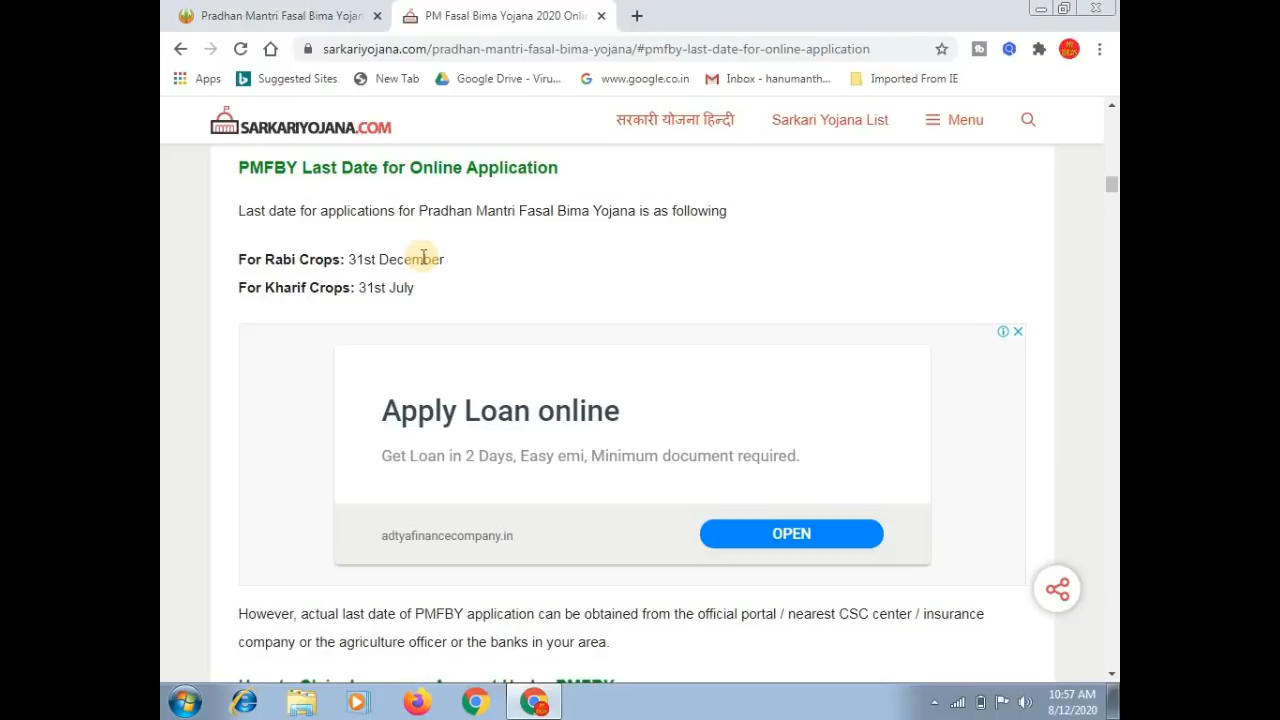 Pradhan Mantri Fasal Bima Yojan
PM Fasal Bima Yojana 2020 Onli
sarkariyojana.com/pradhan-mantri-fasal-bima-yojana/#pmfby-last-date-for-online-application
Apps Suggested Sites New Tab Google Drive - Viru... www.google.co.in Inbox - hanumanth... Imported From IE
SARKARIYOJANA.COM सरकारी योजना हिन्दी Sarkari Yojana List Menu
PMFBY Last Date for Online Application
Last date for applications for Pradhan Mantri Fasal Bima Yojana is as following
For Rabi Crops: 31st December
For Kharif Crops: 31st July
Apply Loan online
Get Loan in 2 Days, Easy emi, Minimum document required.
adtyafinancecompany.in OPEN
However, actual last date of PMFBY application can be obtained from the official portal / nearest CSC center / insurance
company or the agriculture officer or the banks in your area.
10:57 AM
8/12/2020